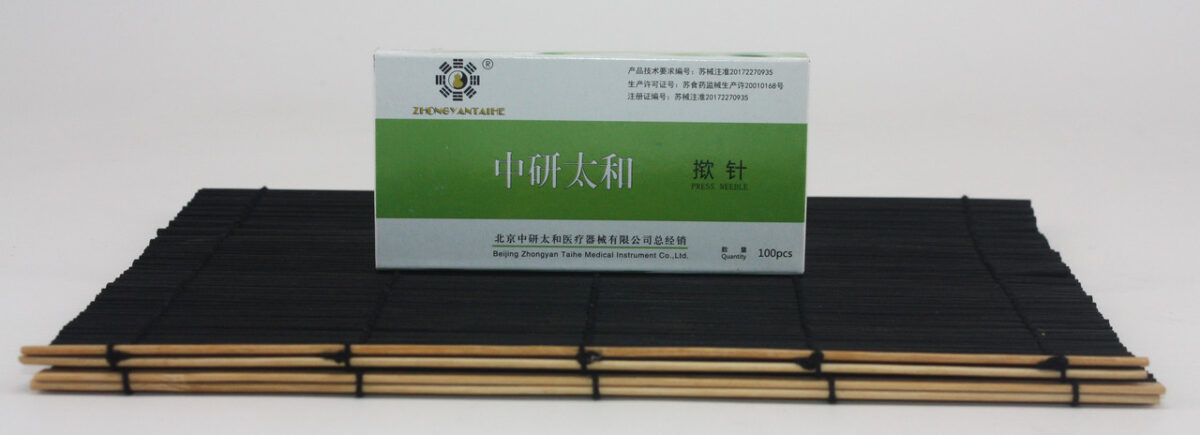 ®
ZHONGYANTAIHE
产品技术要求编号：苏械注准20172270935
生产许可证号：苏食药监械生产许20010168号
注册证编号：苏械注准20172270935
中研太和
揿针
PRESS NEEDLE
北京中研太和医疗器械有限公司总经销
Beijing Zhongyan Taihe Medical Instrument Co.,Ltd.
数量
Quantity
100pcs